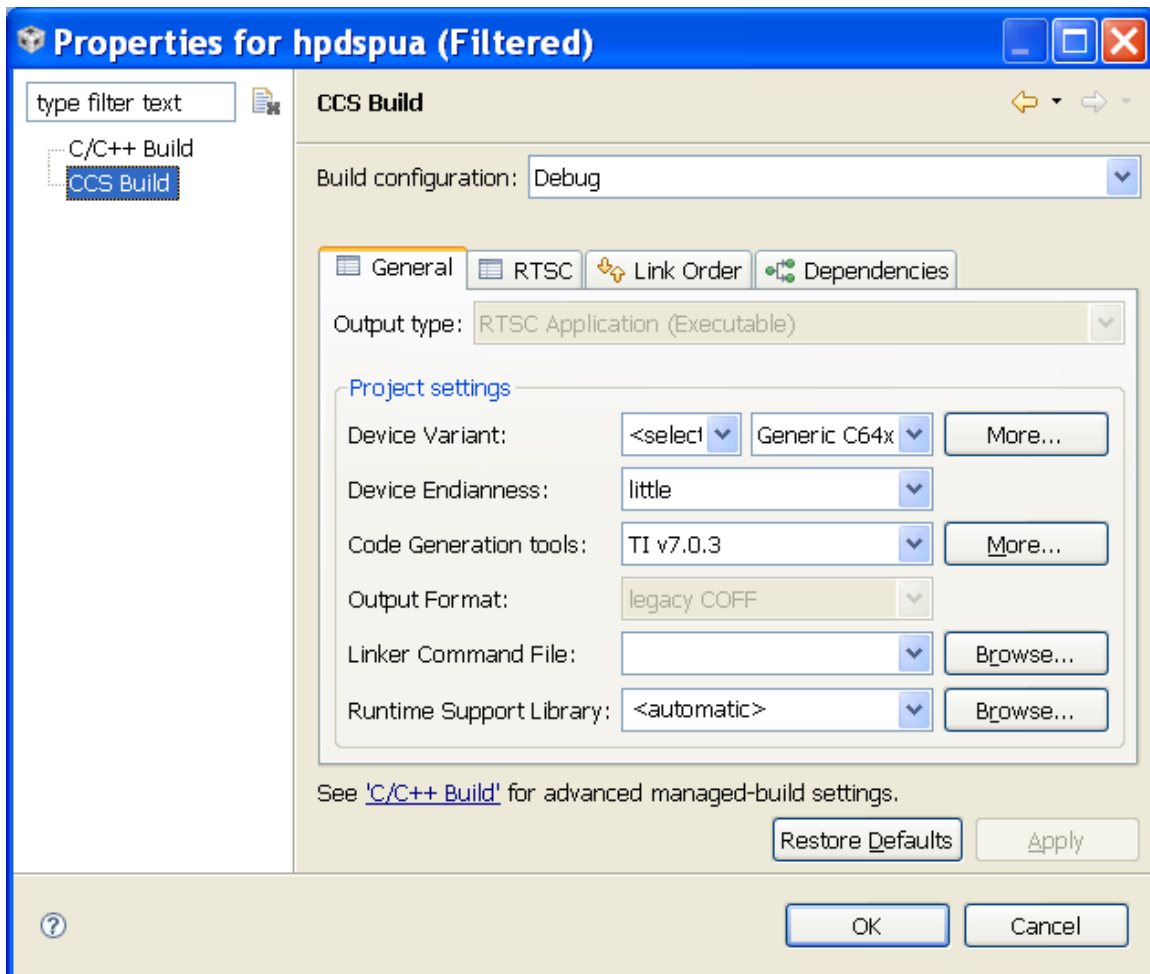 Properties for hpdspua (Filtered)
type filter text
C/C++ Build
CCS Build
CCS Build
Build configuration: Debug
General RTSC Link Order Dependencies
Output type: RTSC Application (Executable)
Project settings
Device Variant: <select Generic C64x More...
Device Endianness: little
Code Generation tools: TI v7.0.3 More...
Output Format: legacy COFF
Linker Command File: Browse...
Runtime Support Library: <automatic> Browse...
See 'C/C++ Build' for advanced managed-build settings.
Restore Defaults Apply
? OK Cancel